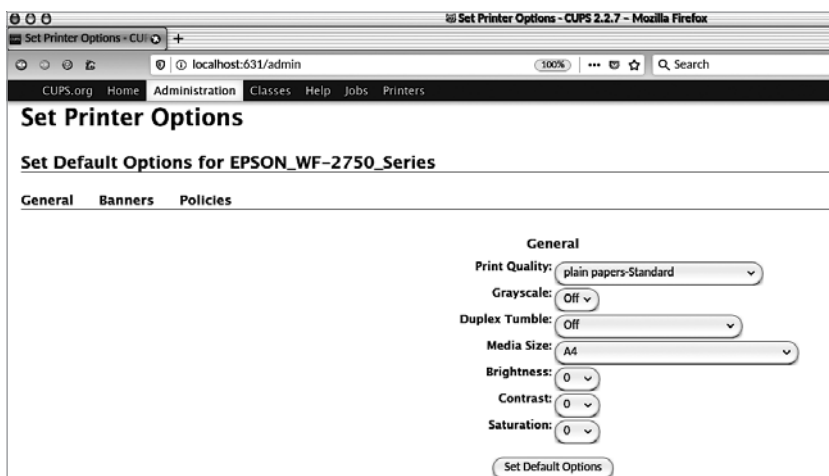 Set Printer Options - CUPS 2.2.7 - Mozilla Firefox
Set Printer Options - CUI
+
localhost:631/admin
100%
Search
CUPS.org Home Administration Classes Help Jobs Printers
Set Printer Options
Set Default Options for EPSON_WF-2750_Series
General Banners Policies
General
Print Quality: plain papers-Standard
Grayscale: Off
Duplex Tumble: Off
Media Size: A4
Brightness: 0
Contrast: 0
Saturation: 0
Set Default Options